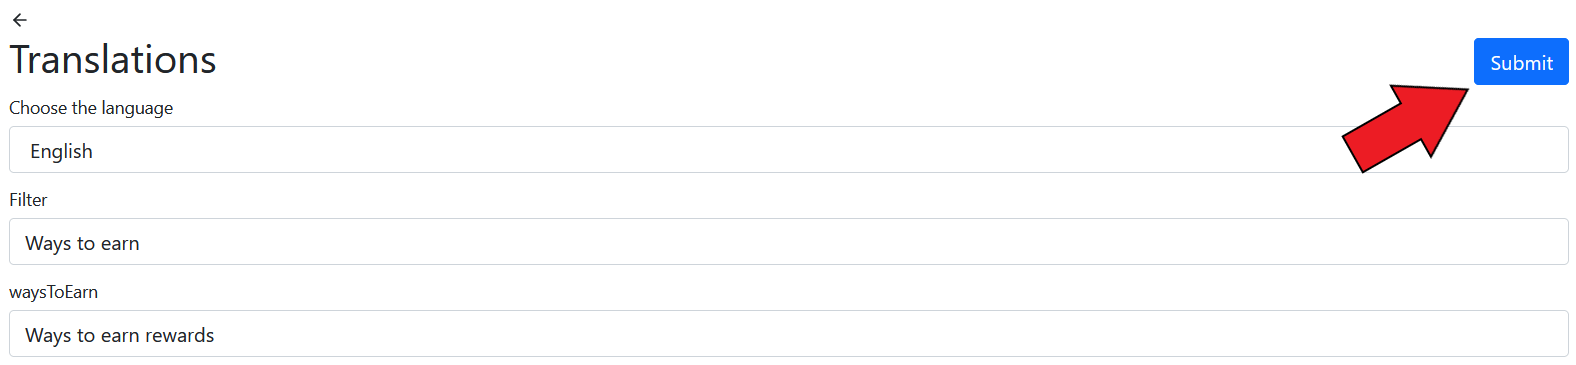 Translations
Submit
Choose the language
English
Filter
Ways to earn
waysToEarn
Ways to earn rewards